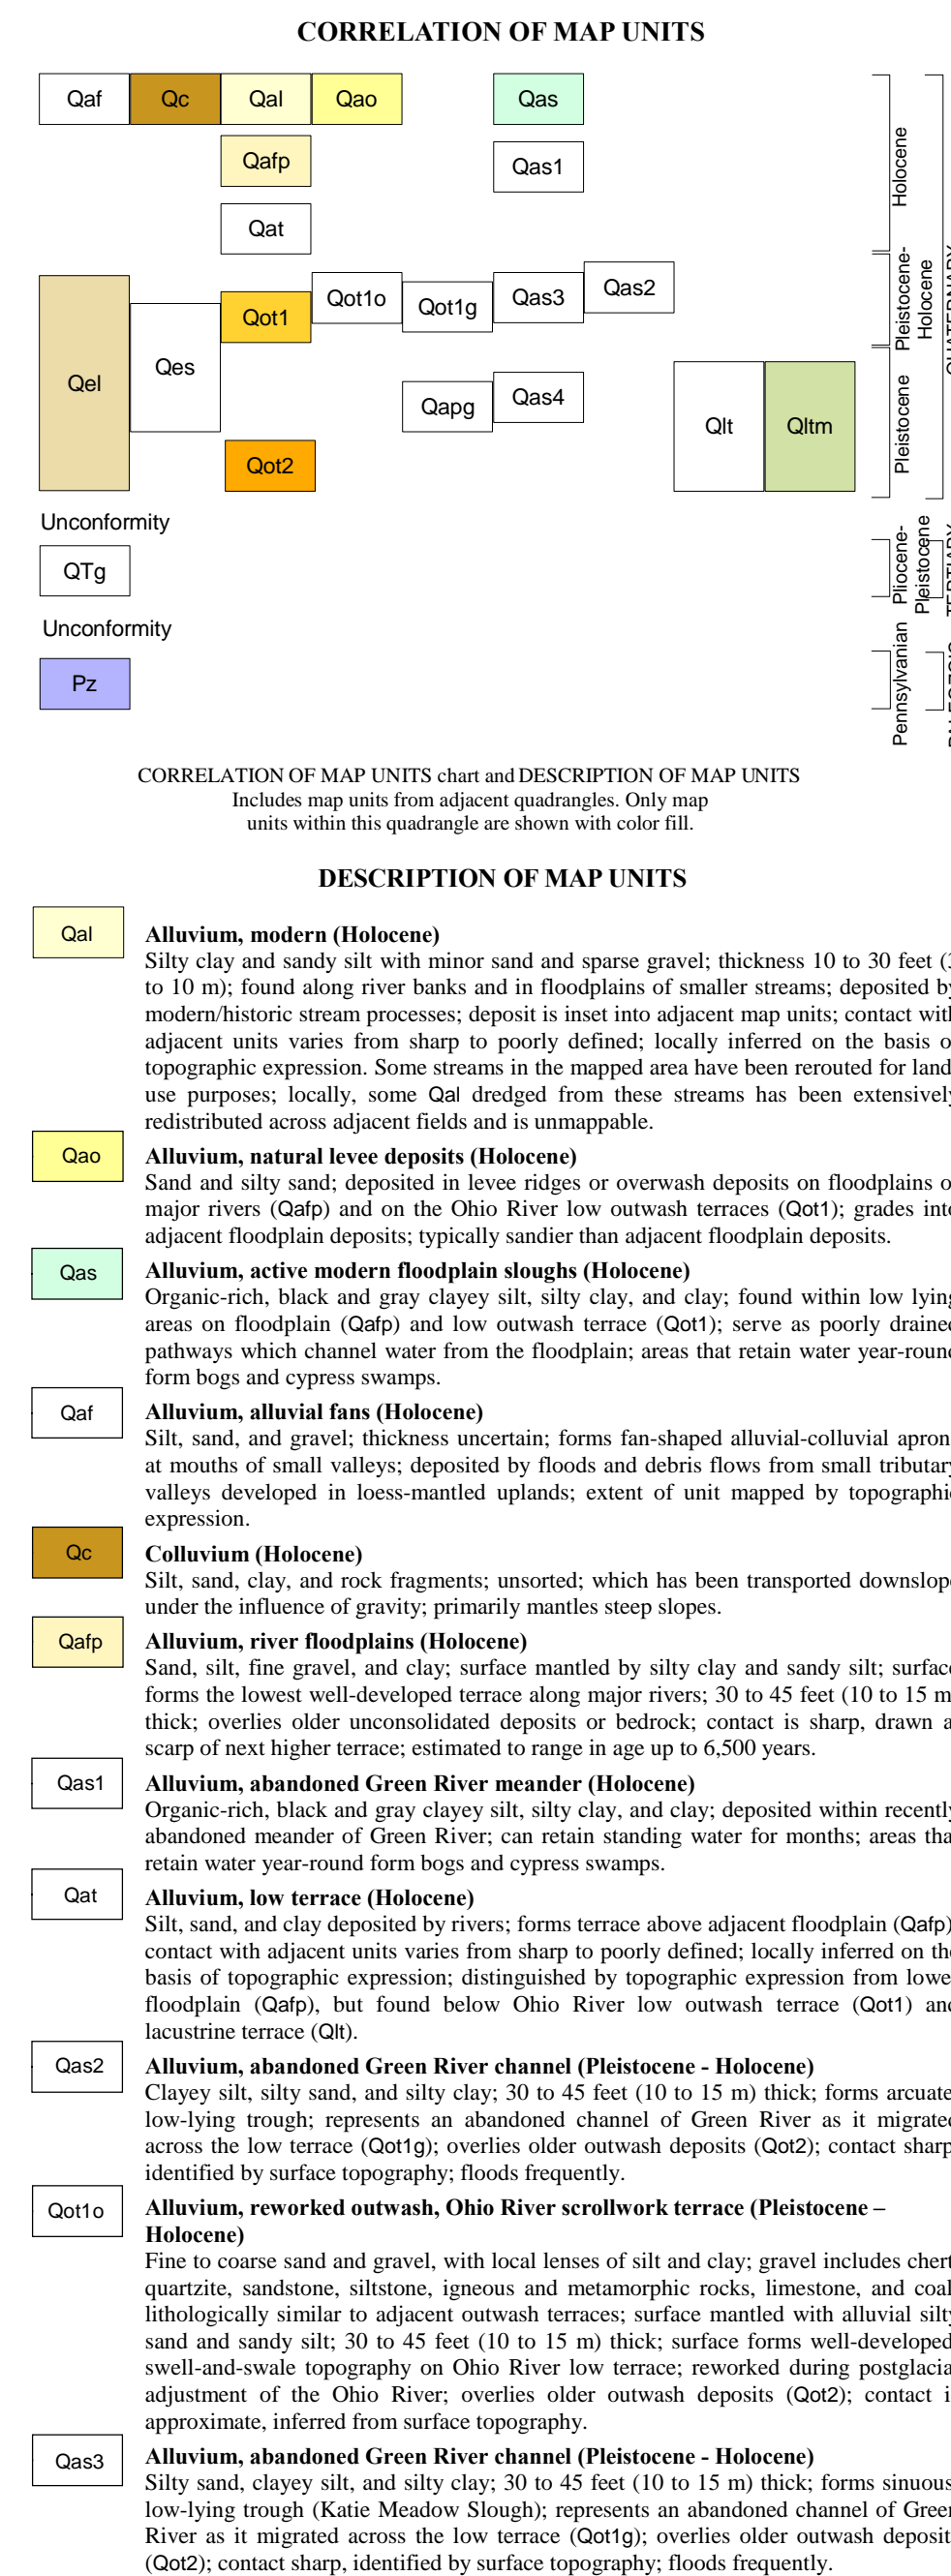 CORRELATION OF MAP UNITS
Qaf Qc Qal Qao Qas
Qafp Qas1
Qat
Qel Qes Qot1 Qot1o Qot1g Qas3 Qas2
Qapg Qas4 Qlt Qltm
Qot2
Holocene
Pleistocene-
Holocene
Pleistocene
Unconformity
QTg
Pliocene-
Pleistocene
Unconformity
Pz
Pennsylvanian
CORRELATION OF MAP UNITS chart and DESCRIPTION OF MAP UNITS
Includes map units from adjacent quadrangles. Only map
units within this quadrangle are shown with color fill.
DESCRIPTION OF MAP UNITS
Qal
Alluvium, modern (Holocene)
Silty clay and sandy silt with minor sand and sparse gravel; thickness 10 to 30 feet (3
to 10 m); found along river banks and in floodplains of smaller streams; deposited by
modern/historic stream processes; deposit is inset into adjacent map units; contact with
adjacent units varies from sharp to poorly defined; locally inferred on the basis of
topographic expression. Some streams in the mapped area have been rerouted for land
use purposes; locally, some Qal dredged from these streams has been extensively
redistributed across adjacent fields and is unmappable.
Qao
Alluvium, natural levee deposits (Holocene)
Sand and silty sand; deposited in levee ridges or overwash deposits on floodplains of
major rivers (Qafp) and on the Ohio River low outwash terraces (Qot1); grades into
adjacent floodplain deposits; typically sandier than adjacent floodplain deposits.
Qas
Alluvium, active modern floodplain sloughs (Holocene)
Organic-rich, black and gray clayey silt, silty clay, and clay; found within low lying
areas on floodplain (Qafp) and low outwash terrace (Qot1); serve as poorly drained
pathways which channel water from the floodplain; areas that retain water year-round
form bogs and cypress swamps.
Qaf
Alluvium, alluvial fans (Holocene)
Silt, sand, and gravel; thickness uncertain; forms fan-shaped alluvial-colluvial apron
at mouths of small valleys; deposited by floods and debris flows from small tributary
valleys developed in loess-mantled uplands; extent of unit mapped by topographic
expression.
Qc
Colluvium (Holocene)
Silt, sand, clay, and rock fragments; unsorted; which has been transported downslope
under the influence of gravity; primarily mantles steep slopes.
Qafp
Alluvium, river floodplains (Holocene)
Sand, silt, fine gravel, and clay; surface mantled by silty clay and sandy silt; surface
forms the lowest well-developed terrace along major rivers; 30 to 45 feet (10 to 15 m
thick; overlies older unconsolidated deposits or bedrock; contact is sharp, drawn a
scarp of next higher terrace; estimated to range in age up to 6,500 years.
Qas1
Alluvium, abandoned Green River meander (Holocene)
Organic-rich, black and gray clayey silt, silty clay, and clay; deposited within recently
abandoned meander of Green River; can retain standing water for months; areas that
retain water year-round form bogs and cypress swamps.
Qat
Alluvium, low terrace (Holocene)
Silt, sand, and clay deposited by rivers; forms terrace above adjacent floodplain (Qafp)
contact with adjacent units varies from sharp to poorly defined; locally inferred on the
basis of topographic expression; distinguished by topographic expression from lower
floodplain (Qafp), but found below Ohio River low outwash terrace (Qot1) and
lacustrine terrace (Qlt).
Qas2
Alluvium, abandoned Green River channel (Pleistocene - Holocene)
Clayey silt, silty sand, and silty clay; 30 to 45 feet (10 to 15 m) thick; forms arcuate
low-lying trough; represents an abandoned channel of Green River as it migrated
across the low terrace (Qot1g); overlies older outwash deposits (Qot2); contact sharp
identified by surface topography; floods frequently.
Qot1o
Alluvium, reworked outwash, Ohio River scrollwork terrace (Pleistocene –
Holocene)
Fine to coarse sand and gravel, with local lenses of silt and clay; gravel includes chert
quartzite, sandstone, siltstone, igneous and metamorphic rocks, limestone, and coal
lithologically similar to adjacent outwash terraces; surface mantled with alluvial silty
sand and sandy silt; 30 to 45 feet (10 to 15 m) thick; surface forms well-developed
swell-and-swale topography on Ohio River low terrace; reworked during postglacial
adjustment of the Ohio River; overlies older outwash deposits (Qot2); contact i
approximate, inferred from surface topography.
Qas3
Alluvium, abandoned Green River channel (Pleistocene - Holocene)
Silty sand, clayey silt, and silty clay; 30 to 45 feet (10 to 15 m) thick; forms sinuous
low-lying trough (Katie Meadow Slough); represents an abandoned channel of Green
River as it migrated across the low terrace (Qot1g); overlies older outwash deposit
(Qot2); contact sharp, identified by surface topography; floods frequently.